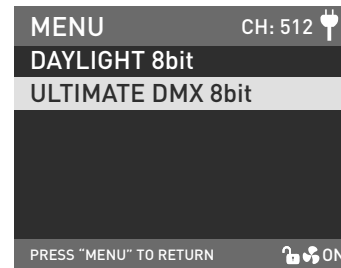 MENU CH: 512
DAYLIGHT 8bit
ULTIMATE DMX 8bit
PRESS “MENU” TO RETURN ON